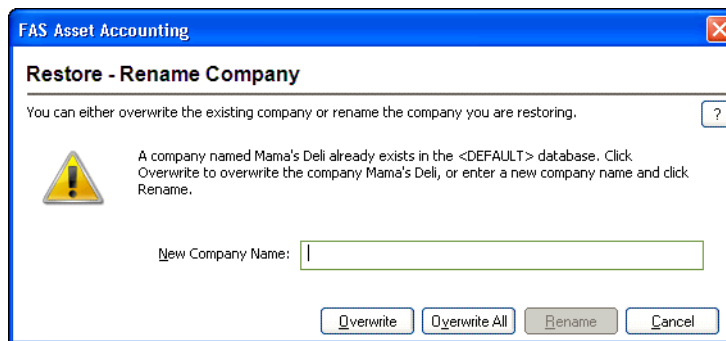 FAS Asset Accounting
Restore - Rename Company
You can either overwrite the existing company or rename the company you are restoring.
?
A company named Mama's Deli already exists in the <DEFAULT> database. Click
Overwrite to overwrite the company Mama's Deli, or enter a new company name and click
Rename.
New Company Name:
Overwrite Overwrite All Rename Cancel